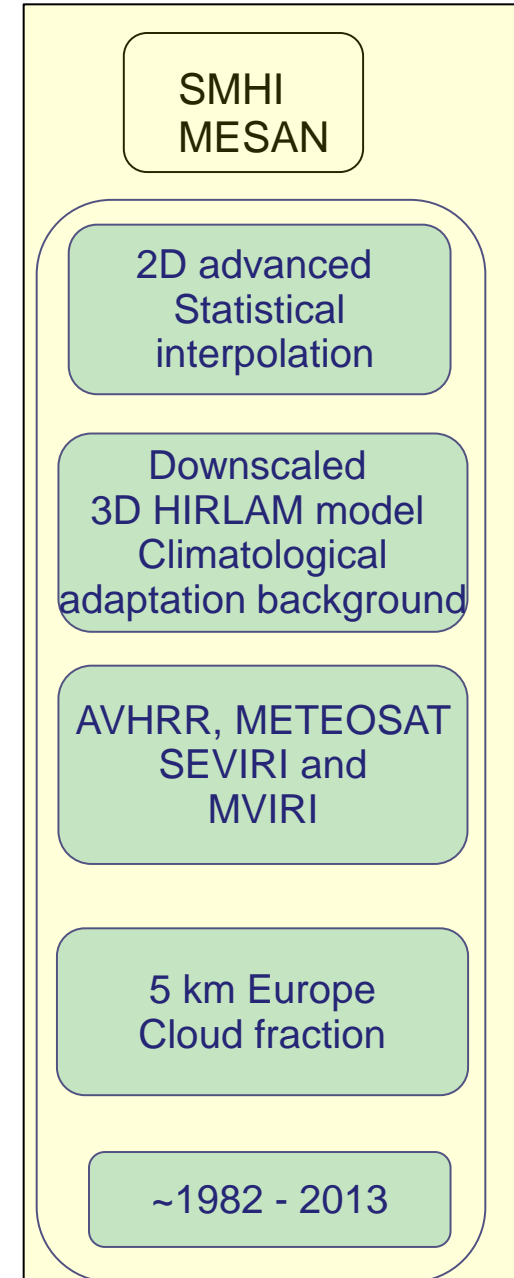 SMHI
MESAN
2D advanced
Statistical
interpolation
Downscaled
3D HIRLAM model
Climatological
adaptation background
AVHRR, METEOSAT
SEVIRI and
MVIRI
5 km Europe
Cloud fraction
~1982 - 2013